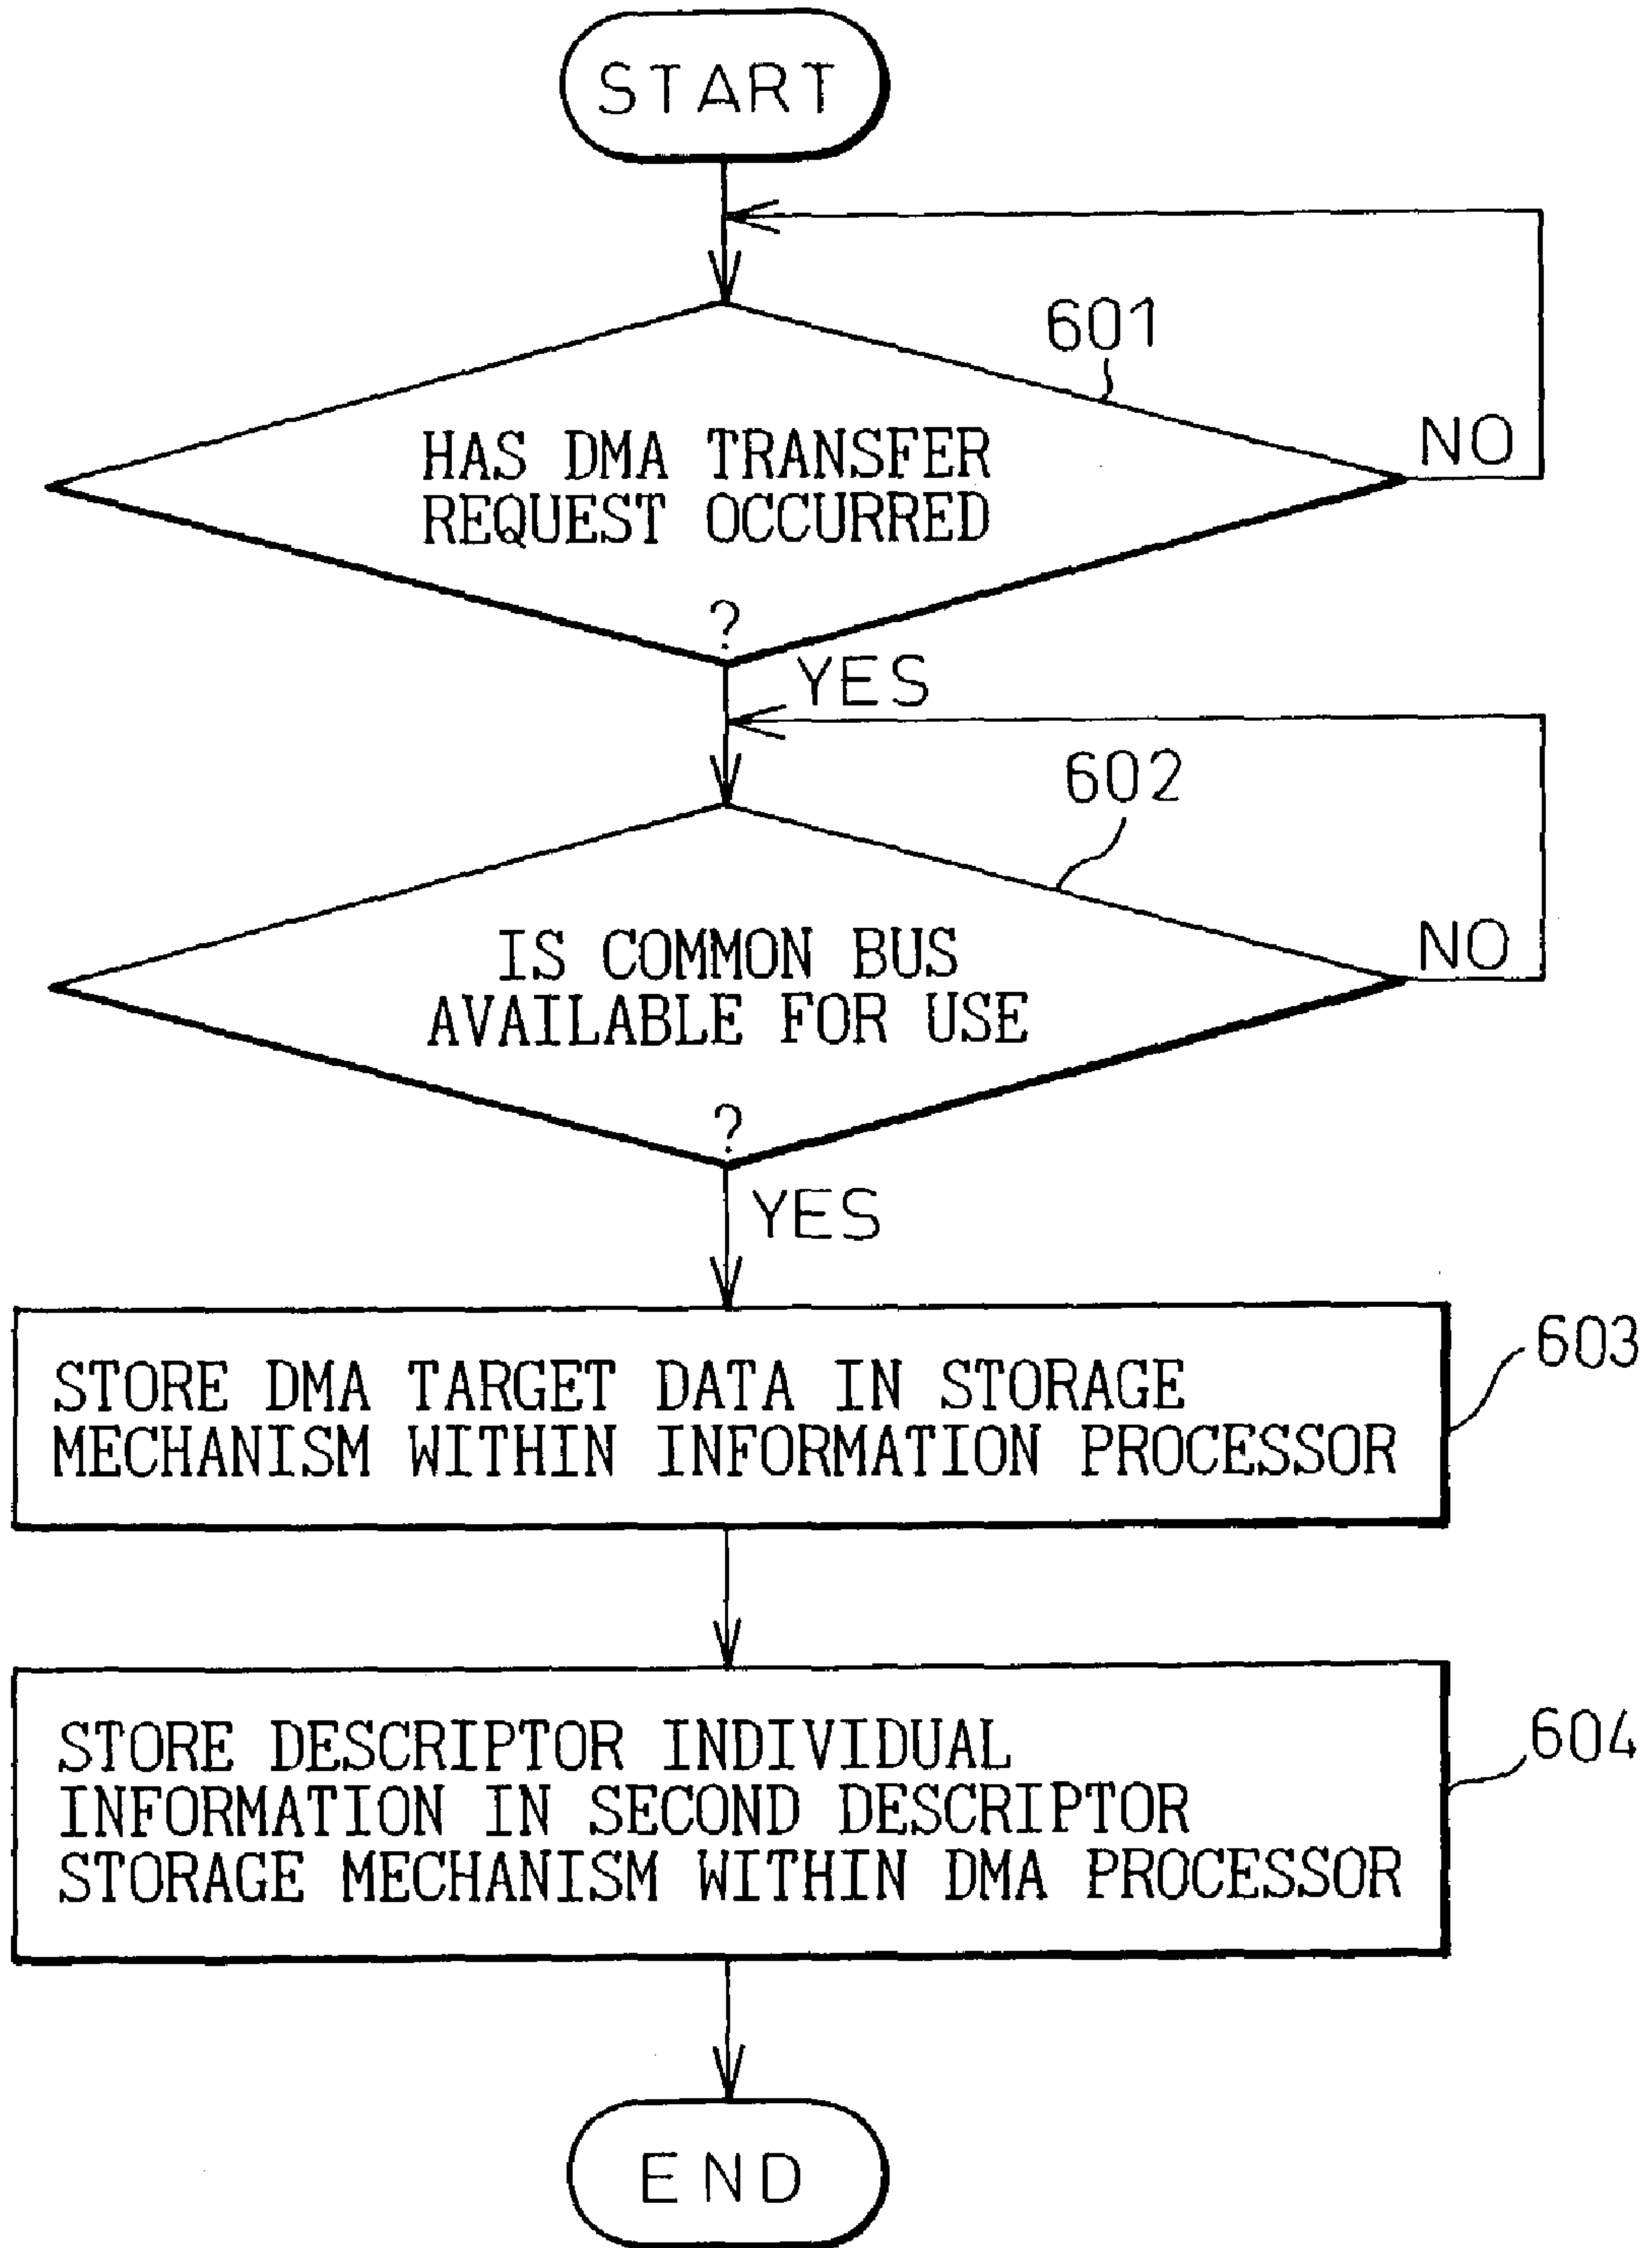 START
601
HAS DMA TRANSFER
REQUEST OCCURRED
?
NO
YES
602
IS COMMON BUS
AVAILABLE FOR USE
?
NO
YES
603
STORE DMA TARGET DATA IN STORAGE
MECHANISM WITHIN INFORMATION PROCESSOR
604
STORE DESCRIPTOR INDIVIDUAL
INFORMATION IN SECOND DESCRIPTOR
STORAGE MECHANISM WITHIN DMA PROCESSOR
END